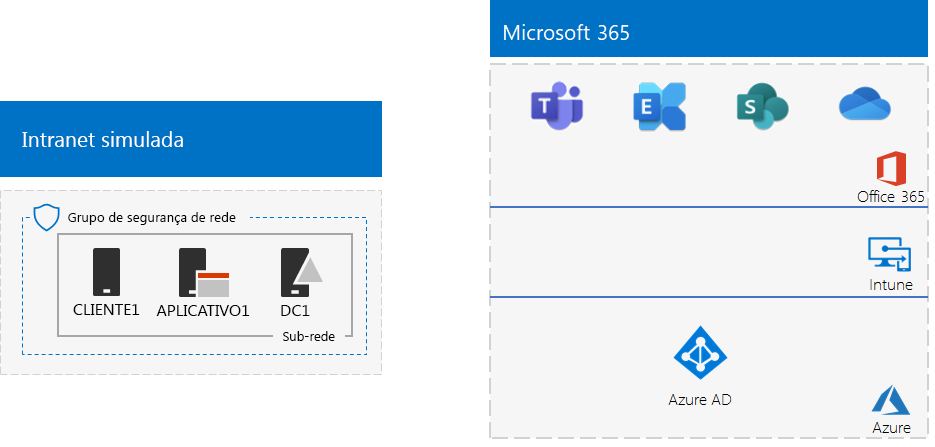 Intranet simulada
Grupo de segurança de rede
CLIENTE1
APLICATIVO1
DC1
Sub-rede
Microsoft 365
T
E
S
Office 365
Intune
Azure AD
Azure